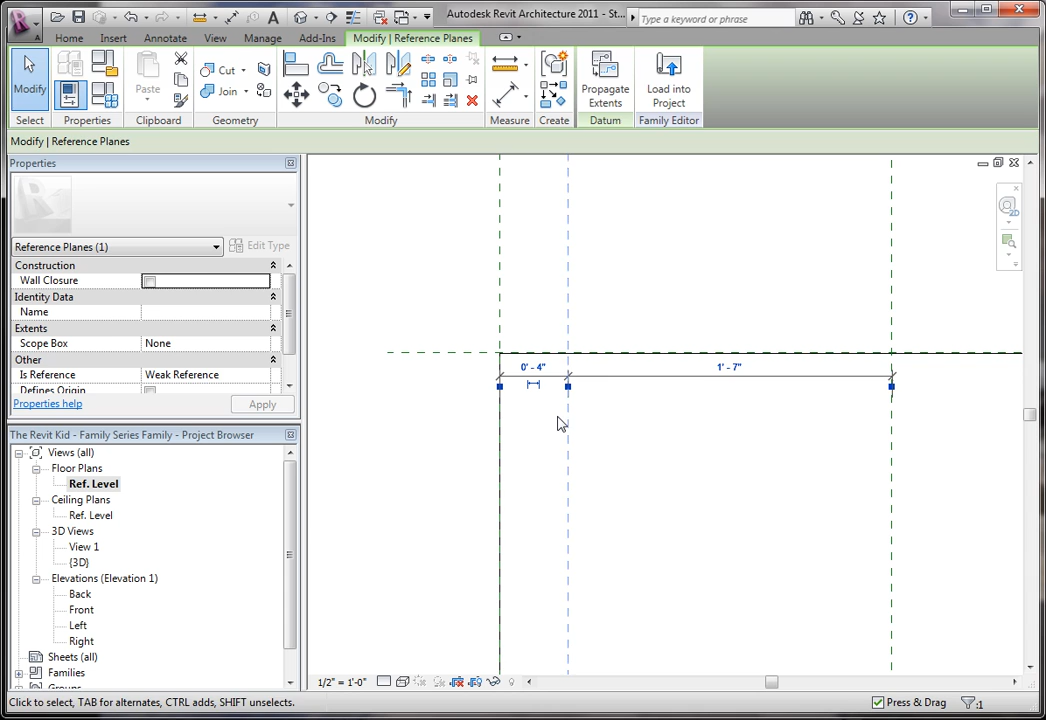 Autodesk Revit Architecture 2011 - St...
Type a keyword or phrase
Home Insert Annotate View Manage Add-Ins Modify | Reference Planes
Modify Paste Cut Join Propagate Extents Load into Project
Select Properties Clipboard Geometry Modify Measure Create Datum Family Editor
Modify | Reference Planes
Properties
Reference Planes (1) Edit Type
Construction
Wall Closure
Identity Data
Name
Extents
Scope Box None
Other
Is Reference Weak Reference
Defines Origin
Properties help Apply
The Revit Kid - Family Series Family - Project Browser
Views (all)
Floor Plans
Ref. Level
Ceiling Plans
Ref. Level
3D Views
View 1
{3D}
Elevations (Elevation 1)
Back
Front
Left
Right
Sheets (all)
Families
Groups
0' - 4" 1' - 7"
2D
1/2" = 1'-0"
Click to select, TAB for alternates, CTRL adds, SHIFT unselects.
Press & Drag :1